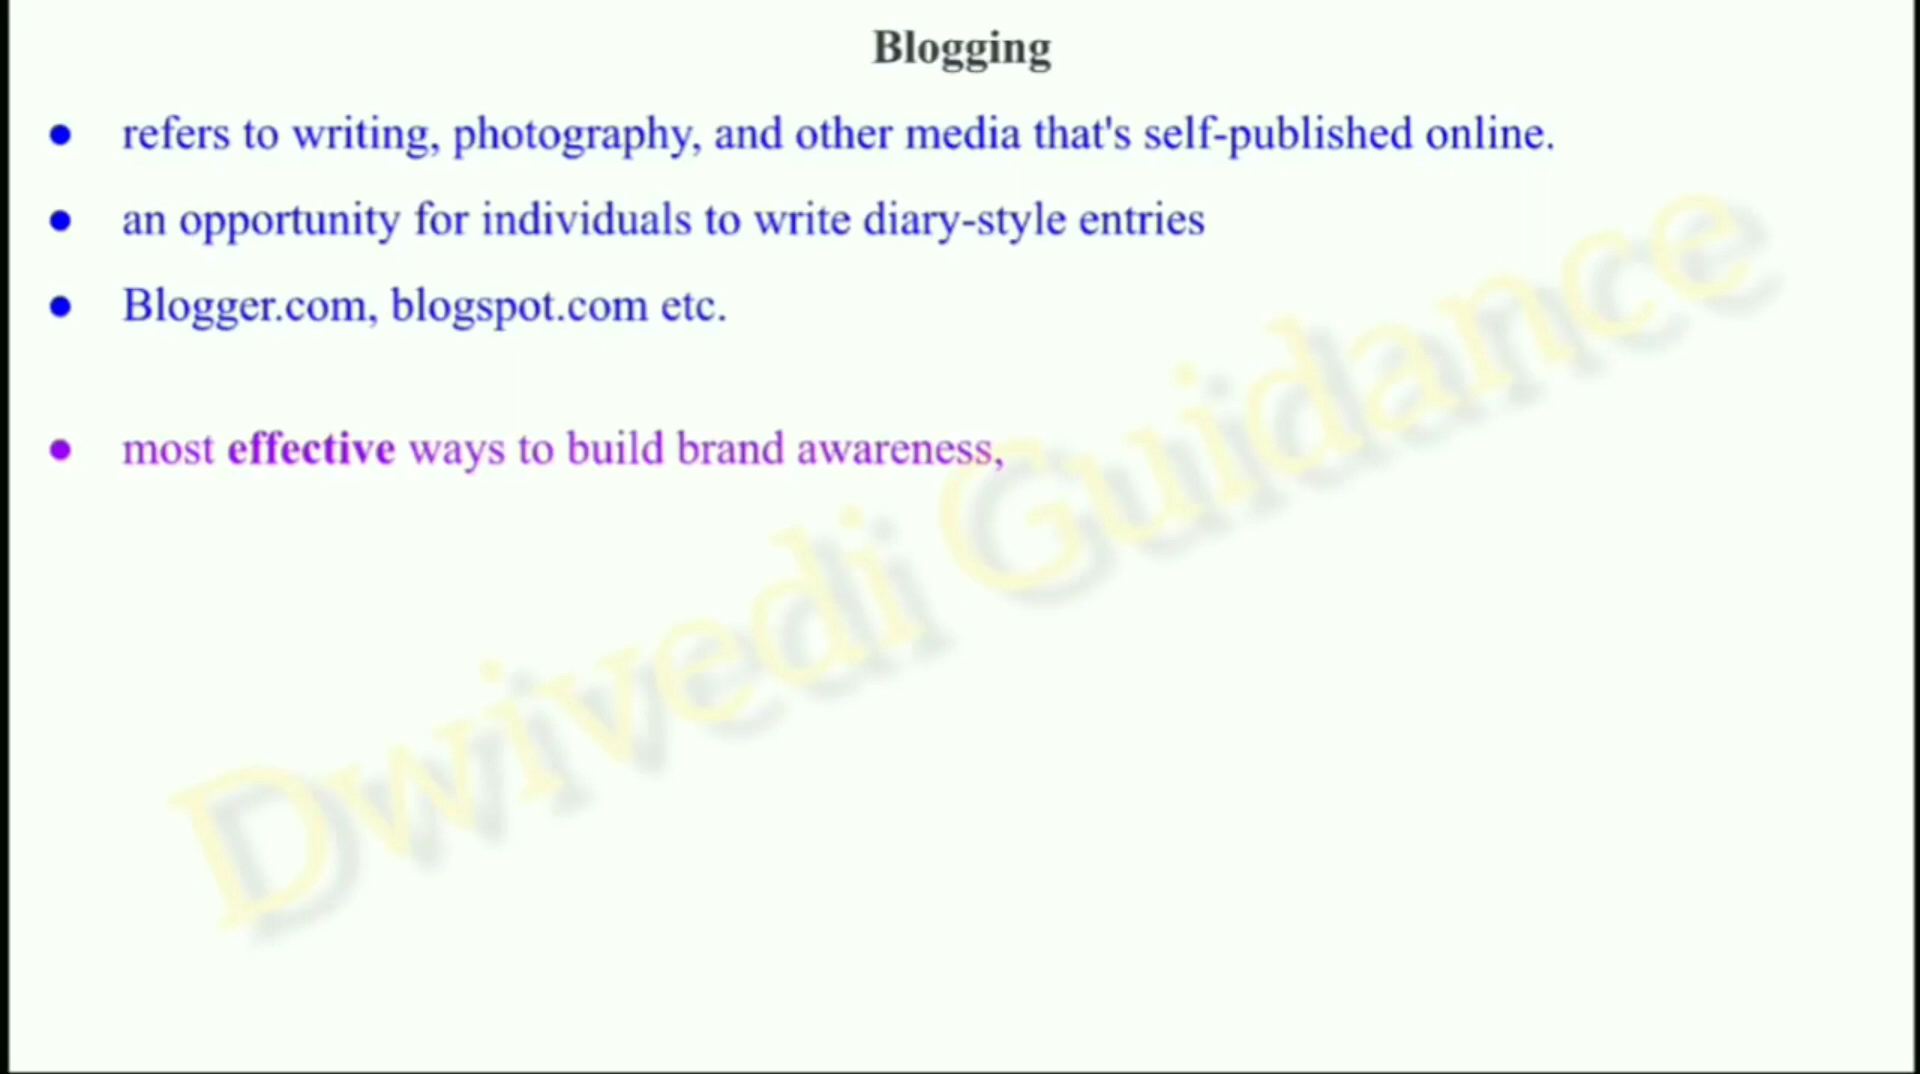 Blogging
refers to writing, photography, and other media that's self-published online.
an opportunity for individuals to write diary-style entries
Blogger.com, blogspot.com etc.
most effective ways to build brand awareness,
Dwivedi Guidance